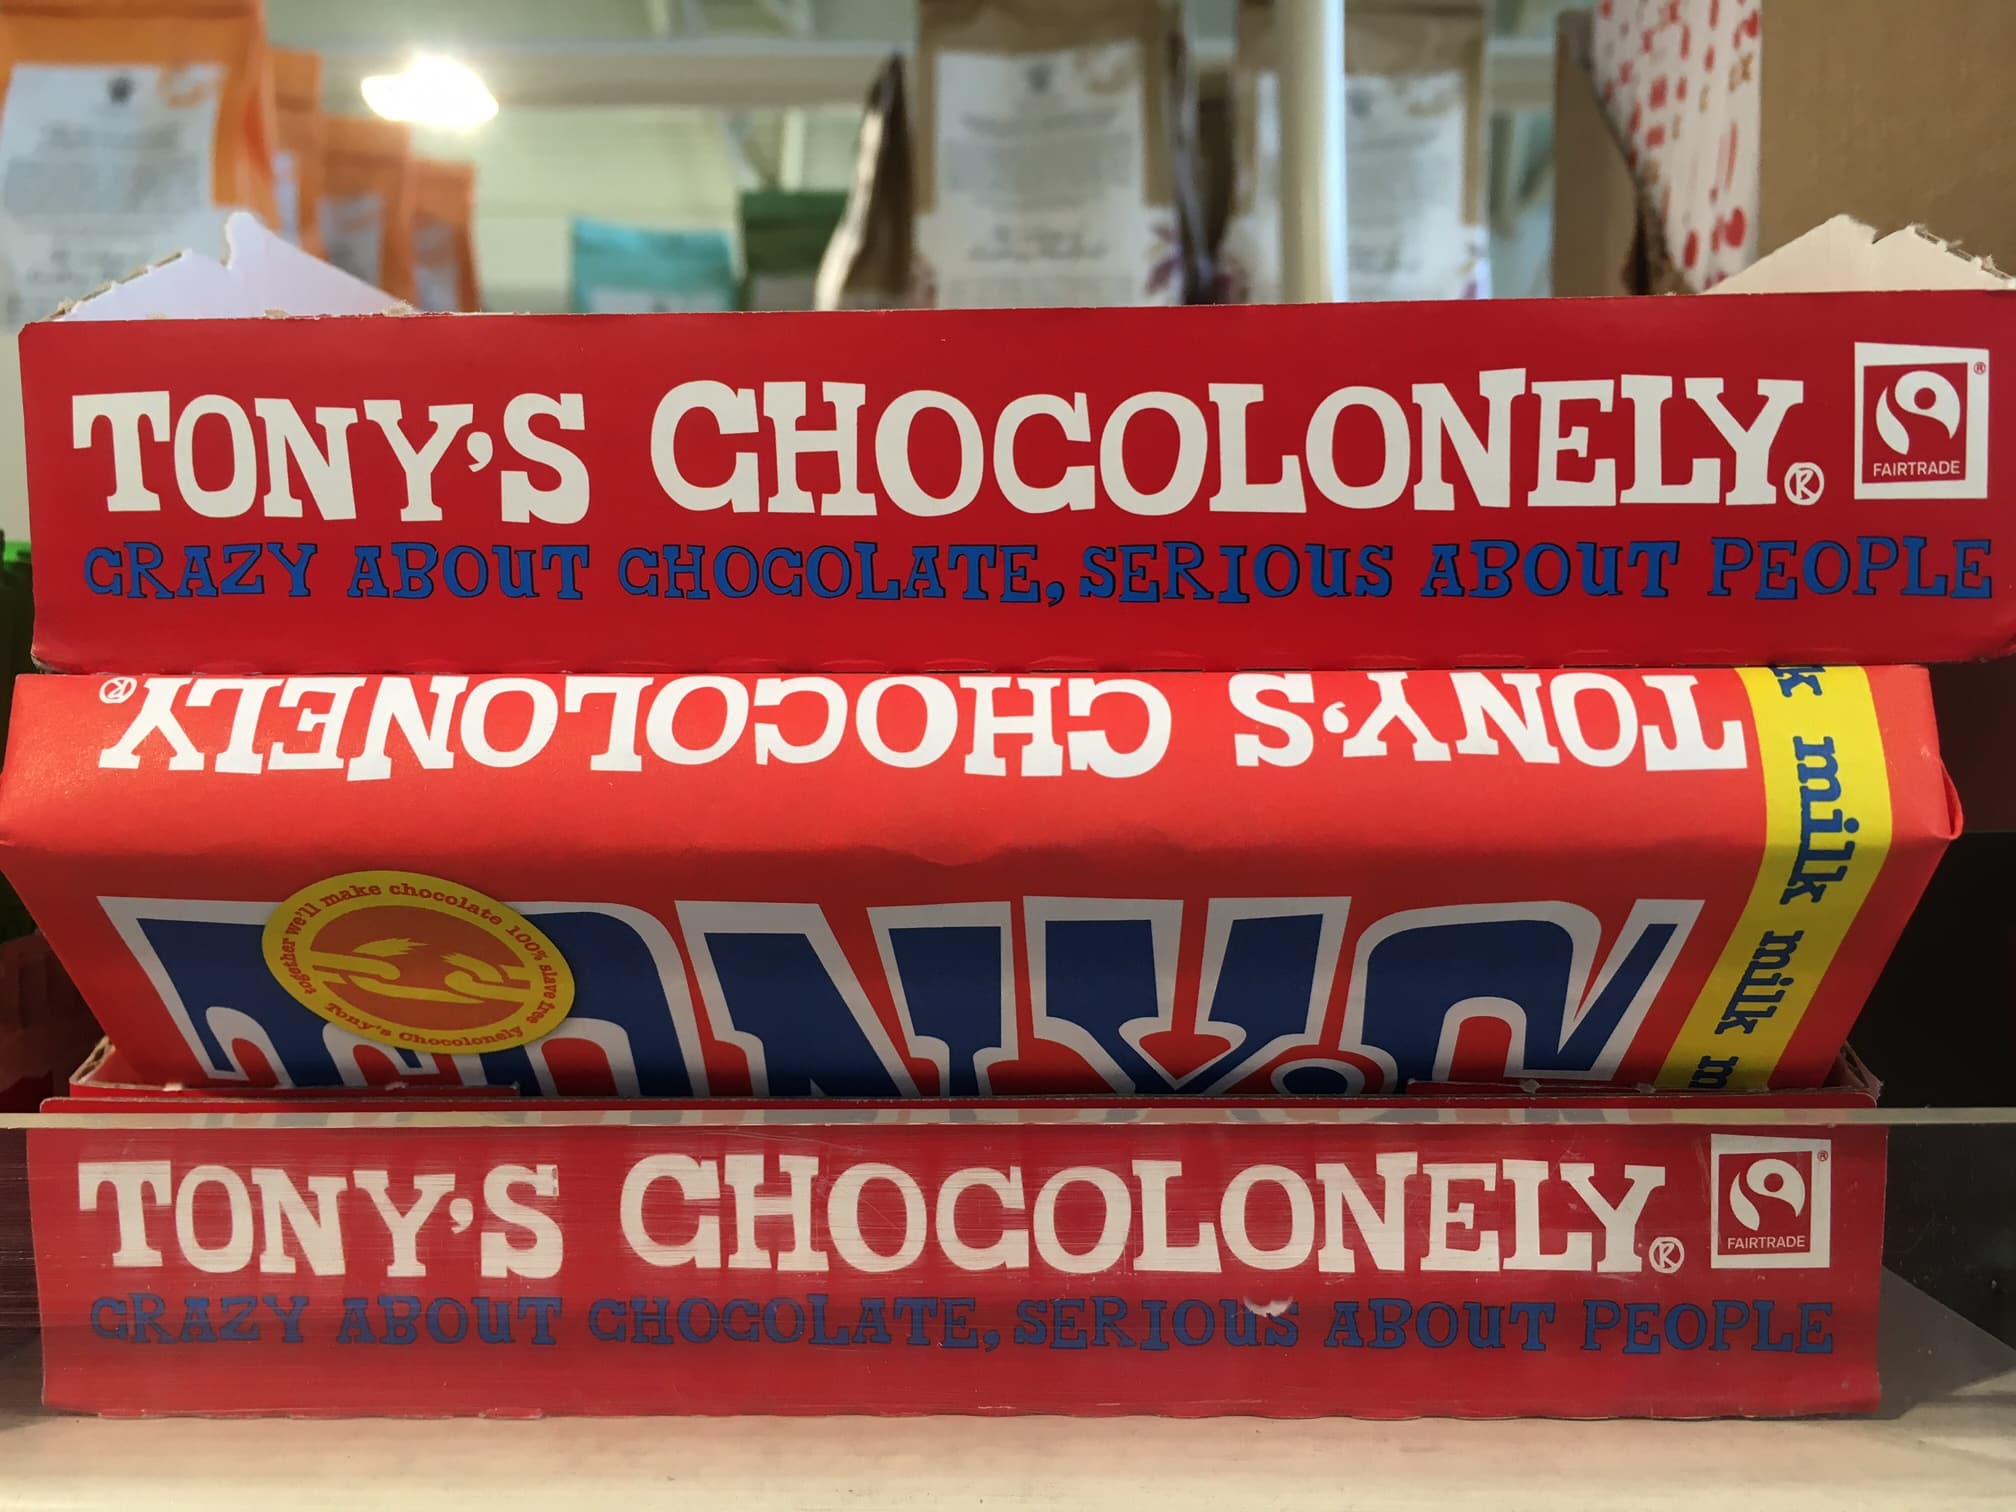 TONY'S CHOCOLONELY®
FAIRTRADE
®
CRAZY ABOUT CHOCOLATE, SERIOUS ABOUT PEOPLE
TONY'S CHOCOLONELY®
milk milk
together we'll make chocolate 100% slave free
Tony's Chocolonely
TONY'S
TONY'S CHOCOLONELY®
FAIRTRADE
®
CRAZY ABOUT CHOCOLATE, SERIOUS ABOUT PEOPLE